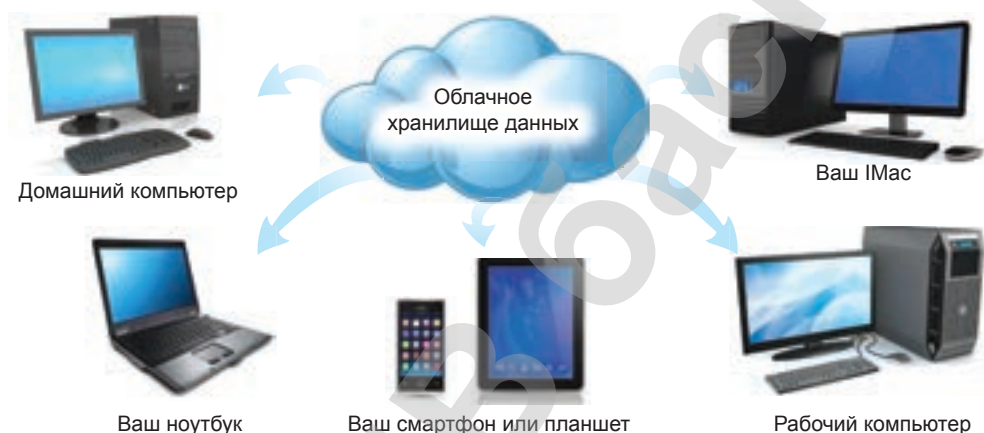 Облачное
хранилище данных
Домашний компьютер
Ваш IMac
Ваш ноутбук
Ваш смартфон или планшет
Рабочий компьютер